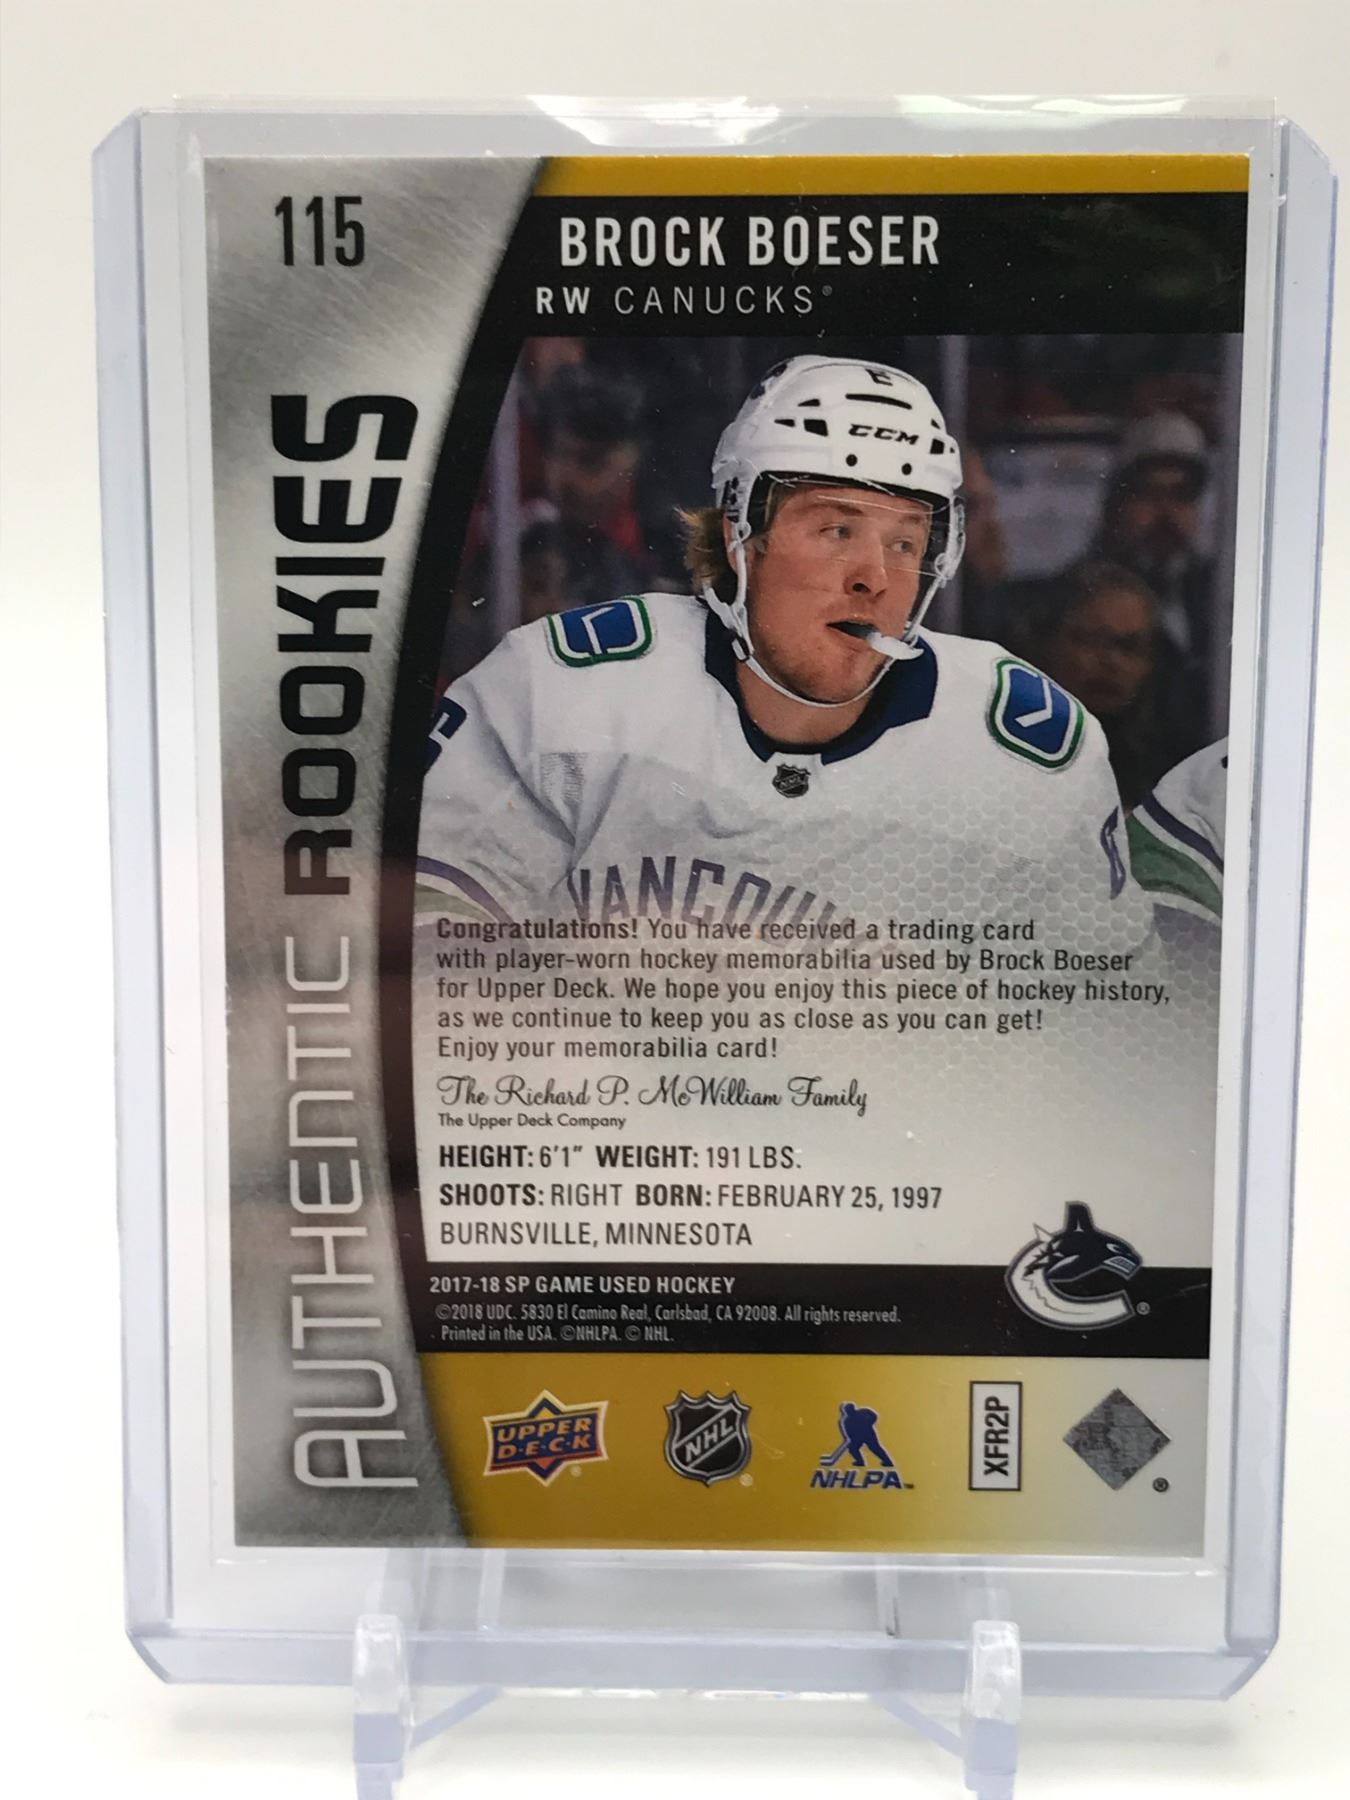 115
BROCK BOESER
RW CANUCKS®
AUTHENTIC ROOKIES
CCM
NHL
VANCOUV
Congratulations! You have received a trading card
with player-worn hockey memorabilia used by Brock Boeser
for Upper Deck. We hope you enjoy this piece of hockey history,
as we continue to keep you as close as you can get!
Enjoy your memorabilia card!
The Richard P. McWilliam Family
The Upper Deck Company
HEIGHT: 6'1" WEIGHT: 191 LBS.
SHOOTS: RIGHT BORN: FEBRUARY 25, 1997
BURNSVILLE, MINNESOTA
2017-18 SP GAME USED HOCKEY
©2018 UDC. 5830 El Camino Real, Carlsbad, CA 92008. All rights reserved.
Printed in the USA. ©NHLPA. © NHL.
UPPER
D·E·C·K ®
NHL ®
NHLPA™
XFR2P
®
®